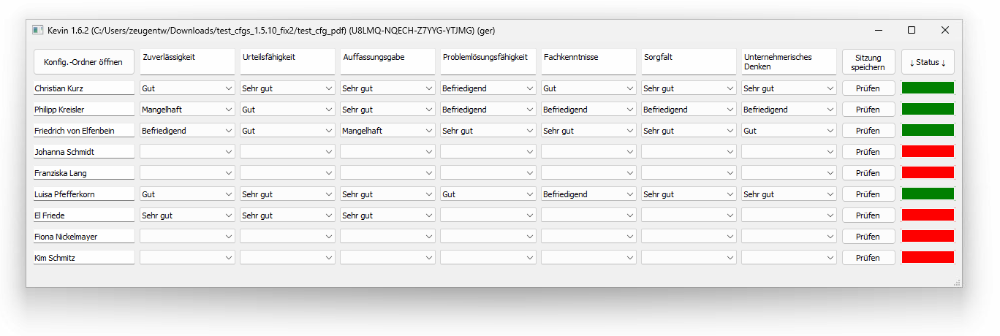 Kevin 1.6.2 (C:/Users/zeugentw/Downloads/test_cfgs_1.5.10_fix2/test_cfg_pdf) (U8LMQ-NQECH-Z7YYG-YTJMG) (ger)
Konfig.-Ordner öffnen
Zuverlässigkeit
Urteilsfähigkeit
Auffassungsgabe
Problemlösungsfähigkeit
Fachkenntnisse
Sorgfalt
Unternehmerisches
Denken
Sitzung
speichern
↓ Status ↓
Christian Kurz Gut Sehr gut Sehr gut Befriedigend Gut Sehr gut Sehr gut Prüfen
Philipp Kreisler Mangelhaft Gut Sehr gut Befriedigend Befriedigend Befriedigend Befriedigend Prüfen
Friedrich von Elfenbein Befriedigend Gut Mangelhaft Sehr gut Sehr gut Sehr gut Gut Prüfen
Johanna Schmidt Prüfen
Franziska Lang Prüfen
Luisa Pfefferkorn Gut Sehr gut Sehr gut Gut Befriedigend Sehr gut Sehr gut Prüfen
El Friede Sehr gut Sehr gut Sehr gut Prüfen
Fiona Nickelmayer Prüfen
Kim Schmitz Prüfen